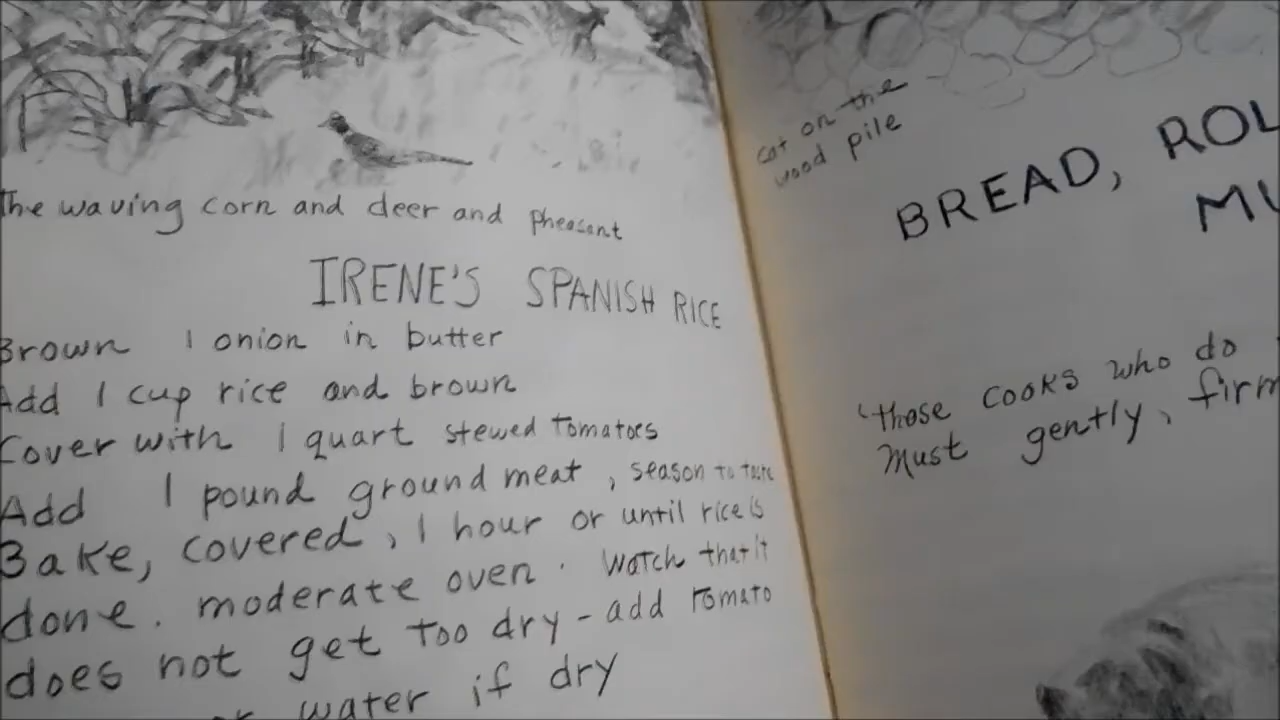 The waving corn and deer and pheasant
IRENE'S SPANISH RICE
Brown 1 onion in butter
Add 1 cup rice and brown
Cover with 1 quart stewed tomatoes
Add 1 pound ground meat, season to taste
Bake, covered, 1 hour or until rice is
done. moderate oven. Watch that it
does not get too dry - add tomato
or water if dry
cat on the
wood pile
BREAD, ROL
MU
"those cooks who do
must gently, firm